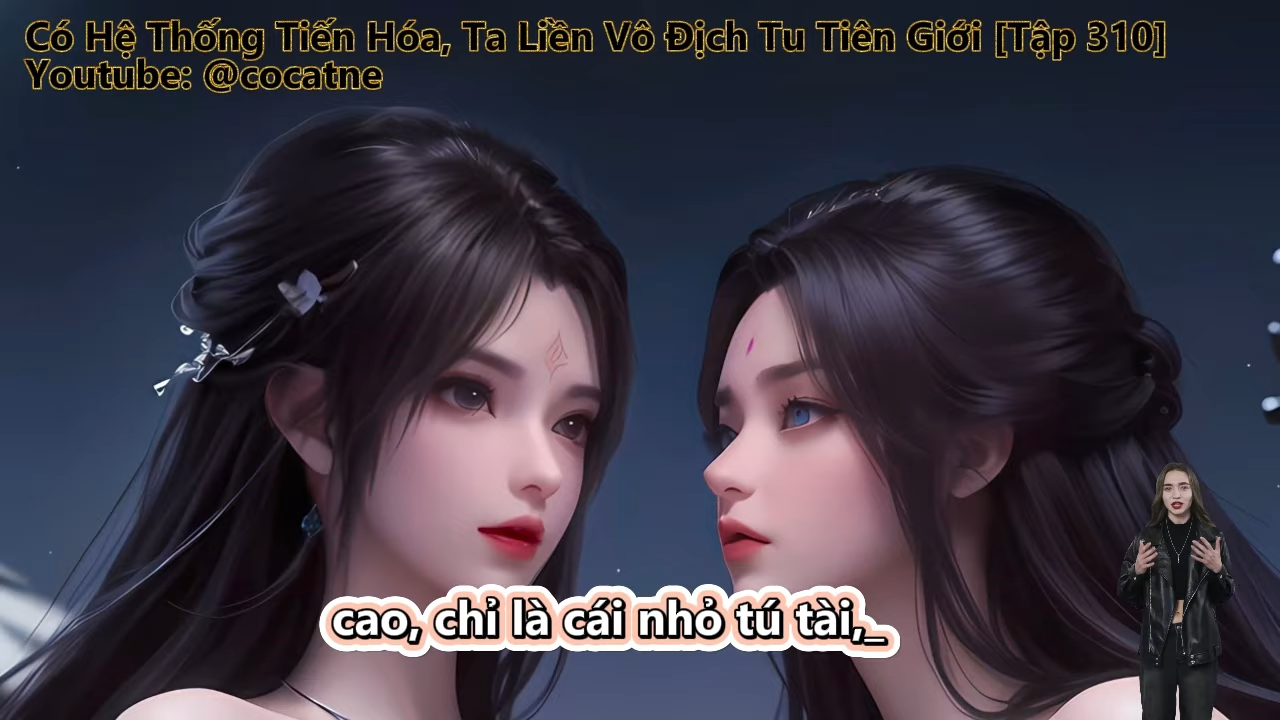 Có Hệ Thống Tiến Hóa, Ta Liền Vô Địch Tu Tiên Giới [Tập 310]
Youtube: @cocatne
cao, chỉ là cái nhỏ tú tài,_